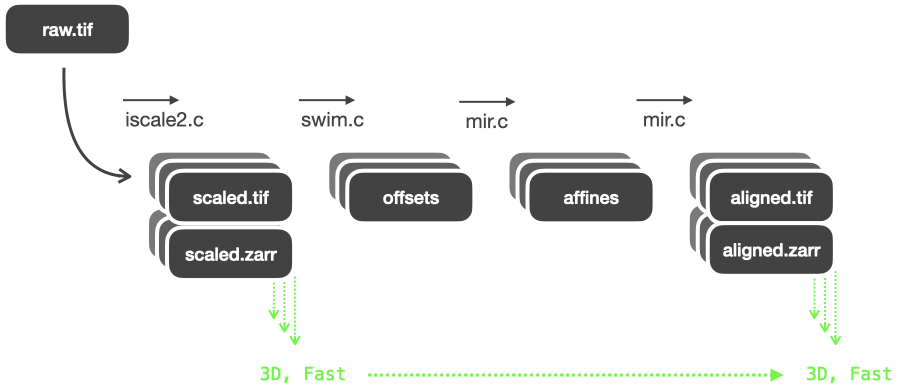 raw.tif
iscale2.c
swim.c
mir.c
mir.c
scaled.tif
offsets
affines
aligned.tif
scaled.zarr
aligned.zarr
3D, Fast
3D, Fast